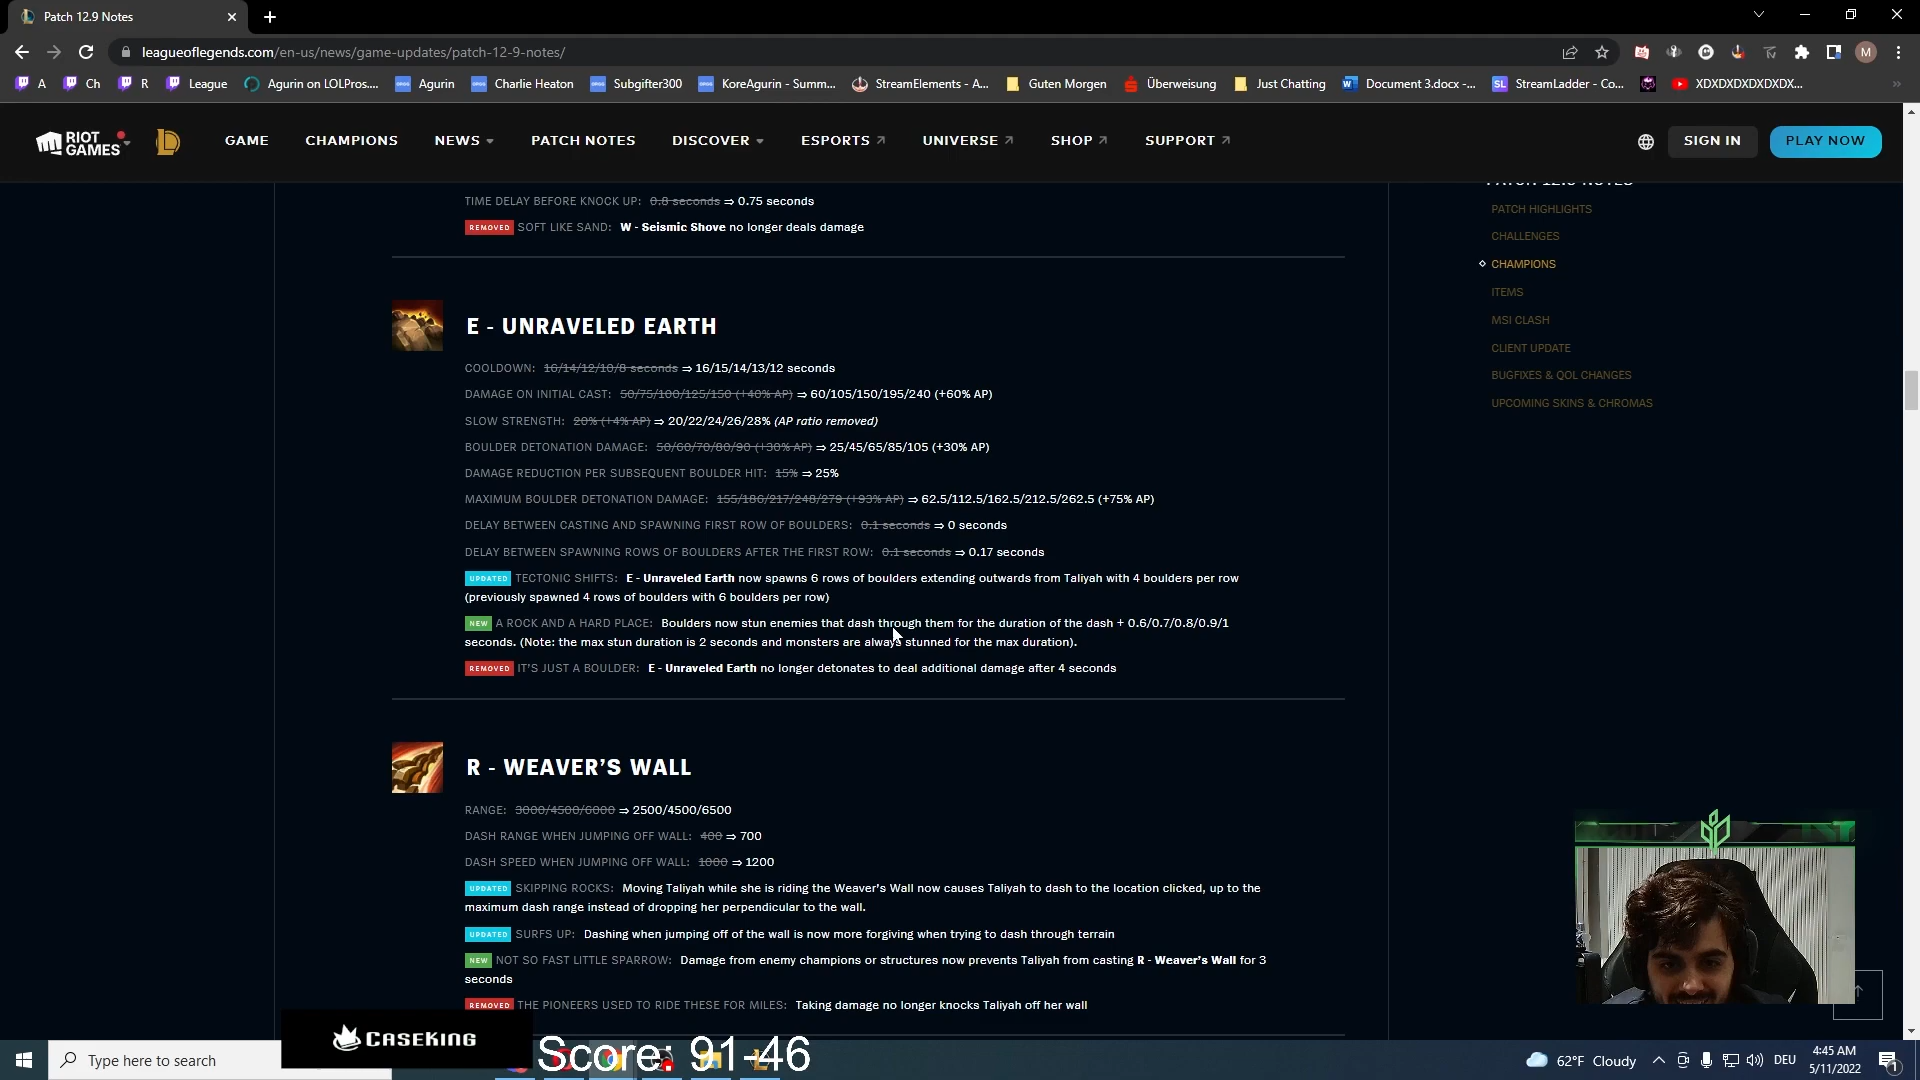 Patch 12.9 Notes
leagueoflegends.com/en-us/news/game-updates/patch-12-9-notes/
M
A
Ch
R
League
Agurin on LOLPros....
Agurin
Charlie Heaton
Subgifter300
KoreAgurin - Summ...
StreamElements - A...
Guten Morgen
Überweisung
Just Chatting
Document 3.docx -...
SL
StreamLadder - Co...
XDXDXDXDXDXDX...
RIOT GAMES
GAME
CHAMPIONS
NEWS
PATCH NOTES
DISCOVER
ESPORTS
UNIVERSE
SHOP
SUPPORT
SIGN IN
PLAY NOW
TIME DELAY BEFORE KNOCK UP: 0.8 seconds ⇒ 0.75 seconds
REMOVED SOFT LIKE SAND: W - Seismic Shove no longer deals damage
E - UNRAVELED EARTH
COOLDOWN: 16/14/12/10/8 seconds ⇒ 16/15/14/13/12 seconds
DAMAGE ON INITIAL CAST: 50/75/100/125/150 (+40% AP) ⇒ 60/105/150/195/240 (+60% AP)
SLOW STRENGTH: 20% (+4% AP) ⇒ 20/22/24/26/28% (AP ratio removed)
BOULDER DETONATION DAMAGE: 50/60/70/80/90 (+30% AP) ⇒ 25/45/65/85/105 (+30% AP)
DAMAGE REDUCTION PER SUBSEQUENT BOULDER HIT: 15% ⇒ 25%
MAXIMUM BOULDER DETONATION DAMAGE: 155/186/217/248/279 (+93% AP) ⇒ 62.5/112.5/162.5/212.5/262.5 (+75% AP)
DELAY BETWEEN CASTING AND SPAWNING FIRST ROW OF BOULDERS: 0.1 seconds ⇒ 0 seconds
DELAY BETWEEN SPAWNING ROWS OF BOULDERS AFTER THE FIRST ROW: 0.1 seconds ⇒ 0.17 seconds
UPDATED TECTONIC SHIFTS: E - Unraveled Earth now spawns 6 rows of boulders extending outwards from Taliyah with 4 boulders per row
(previously spawned 4 rows of boulders with 6 boulders per row)
NEW A ROCK AND A HARD PLACE: Boulders now stun enemies that dash through them for the duration of the dash + 0.6/0.7/0.8/0.9/1
seconds. (Note: the max stun duration is 2 seconds and monsters are always stunned for the max duration).
REMOVED IT'S JUST A BOULDER: E - Unraveled Earth no longer detonates to deal additional damage after 4 seconds
R - WEAVER'S WALL
RANGE: 3000/4500/6000 ⇒ 2500/4500/6500
DASH RANGE WHEN JUMPING OFF WALL: 400 ⇒ 700
DASH SPEED WHEN JUMPING OFF WALL: 1000 ⇒ 1200
UPDATED SKIPPING ROCKS: Moving Taliyah while she is riding the Weaver's Wall now causes Taliyah to dash to the location clicked, up to the
maximum dash range instead of dropping her perpendicular to the wall.
UPDATED SURFS UP: Dashing when jumping off of the wall is now more forgiving when trying to dash through terrain
NEW NOT SO FAST LITTLE SPARROW: Damage from enemy champions or structures now prevents Taliyah from casting R - Weaver's Wall for 3
seconds
REMOVED THE PIONEERS USED TO RIDE THESE FOR MILES: Taking damage no longer knocks Taliyah off her wall
PATCH 12.9 NOTES
PATCH HIGHLIGHTS
CHALLENGES
CHAMPIONS
ITEMS
MSI CLASH
CLIENT UPDATE
BUGFIXES & QOL CHANGES
UPCOMING SKINS & CHROMAS
CASEKING
Score: 91-46
Type here to search
62°F Cloudy
DEU
4:45 AM
5/11/2022
1